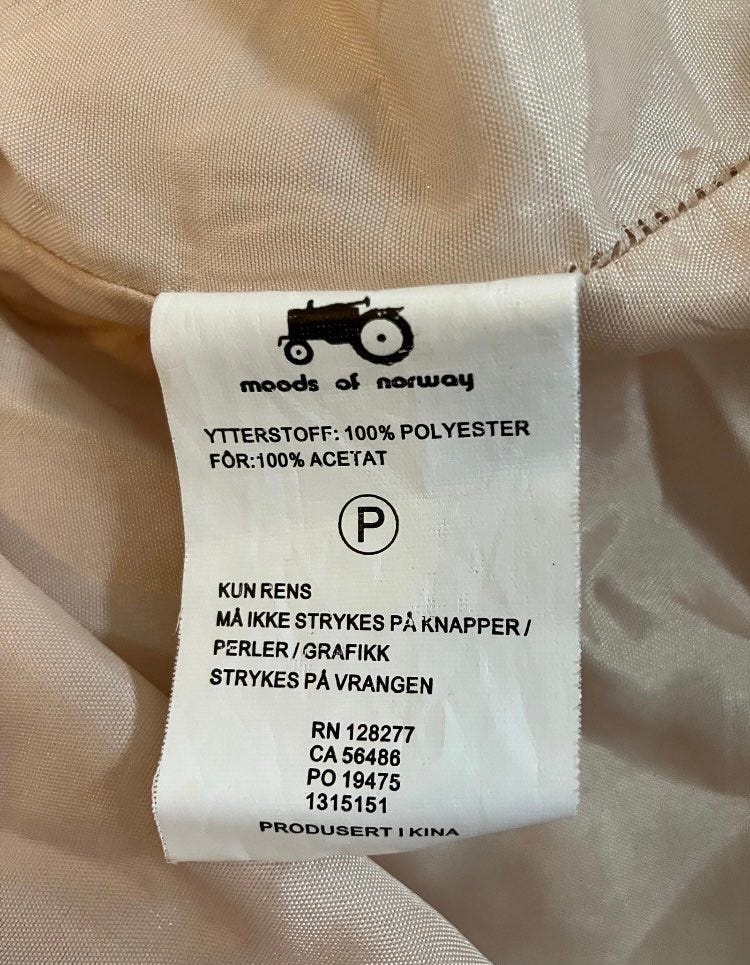 moods of norway
YTTERSTOFF: 100% POLYESTER
FÔR:100% ACETAT
P
KUN RENS
MÅ IKKE STRYKES PÅ KNAPPER /
PERLER / GRAFIKK
STRYKES PÅ VRANGEN
RN 128277
CA 56486
PO 19475
1315151
PRODUSERT I KINA